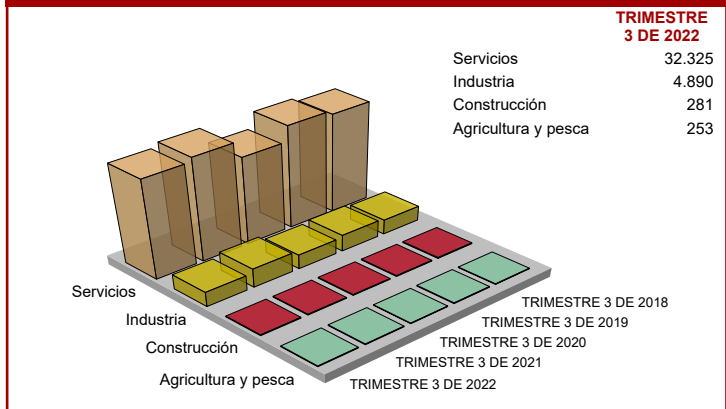 TRIMESTRE
3 DE 2022
Servicios 32.325
Industria 4.890
Construcción 281
Agricultura y pesca 253
Servicios
Industria
Construcción
Agricultura y pesca
TRIMESTRE 3 DE 2018
TRIMESTRE 3 DE 2019
TRIMESTRE 3 DE 2020
TRIMESTRE 3 DE 2021
TRIMESTRE 3 DE 2022